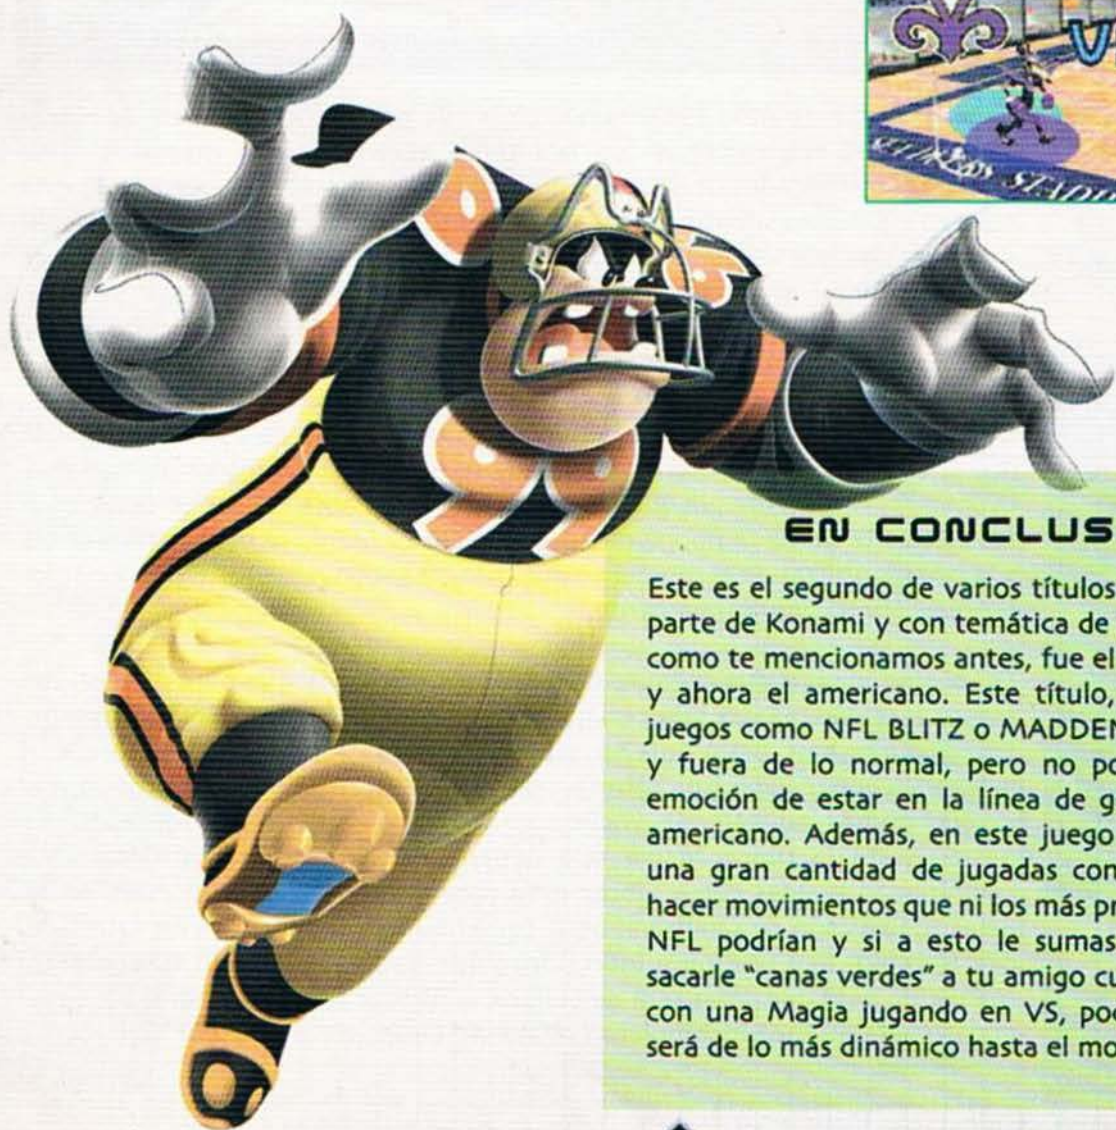 V
STADIU
99
EN CONCLUS
Este es el segundo de varios títulos
parte de Konami y con temática de
como te mencionamos antes, fue el
y ahora el americano. Este título,
juegos como NFL BLITZ o MADDEN
y fuera de lo normal, pero no po
emoción de estar en la línea de g
americano. Además, en este juego
una gran cantidad de jugadas con
hacer movimientos que ni los más pr
NFL podrían y si a esto le sumas
sacarle "canas verdes" a tu amigo cu
con una Magia jugando en VS, pod
será de lo más dinámico hasta el mo